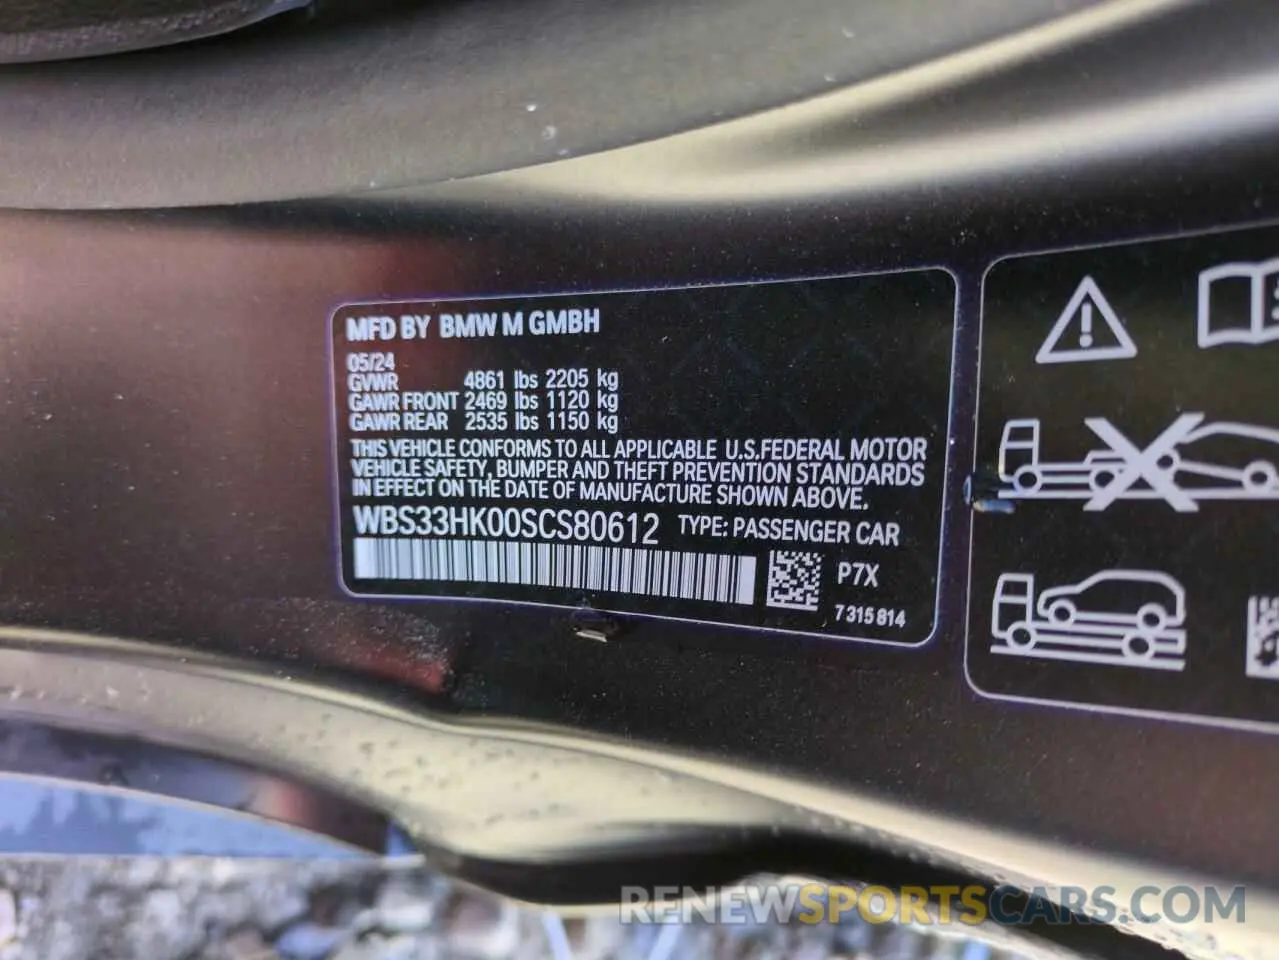 MFD BY BMW M GMBH
05/24
GVWR 4861 lbs 2205 kg
GAWR FRONT 2469 lbs 1120 kg
GAWR REAR 2535 lbs 1150 kg
THIS VEHICLE CONFORMS TO ALL APPLICABLE U.S.FEDERAL MOTOR
VEHICLE SAFETY, BUMPER AND THEFT PREVENTION STANDARDS
IN EFFECT ON THE DATE OF MANUFACTURE SHOWN ABOVE.
WBS33HK00SCS80612 TYPE: PASSENGER CAR
P7X
7 315 814
RENEWSPORTSCARS.COM